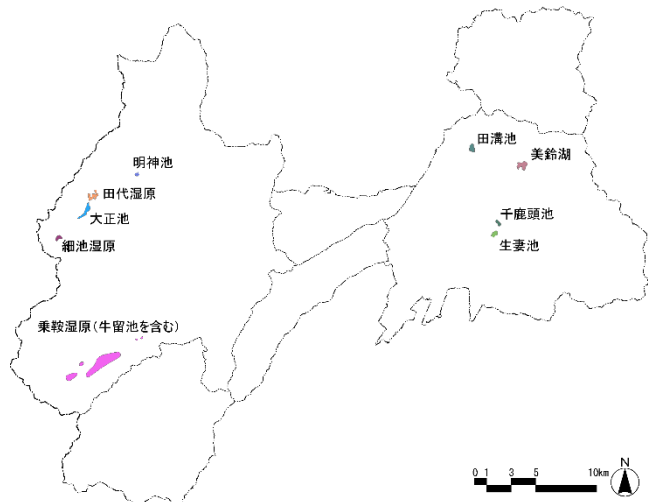 田溝池
美鈴湖
明神池
田代湿原
大正池
千鹿頭池
生妻池
細池湿原
乗鞍湿原(牛留池を含む)
0 1 3 5 10km
N